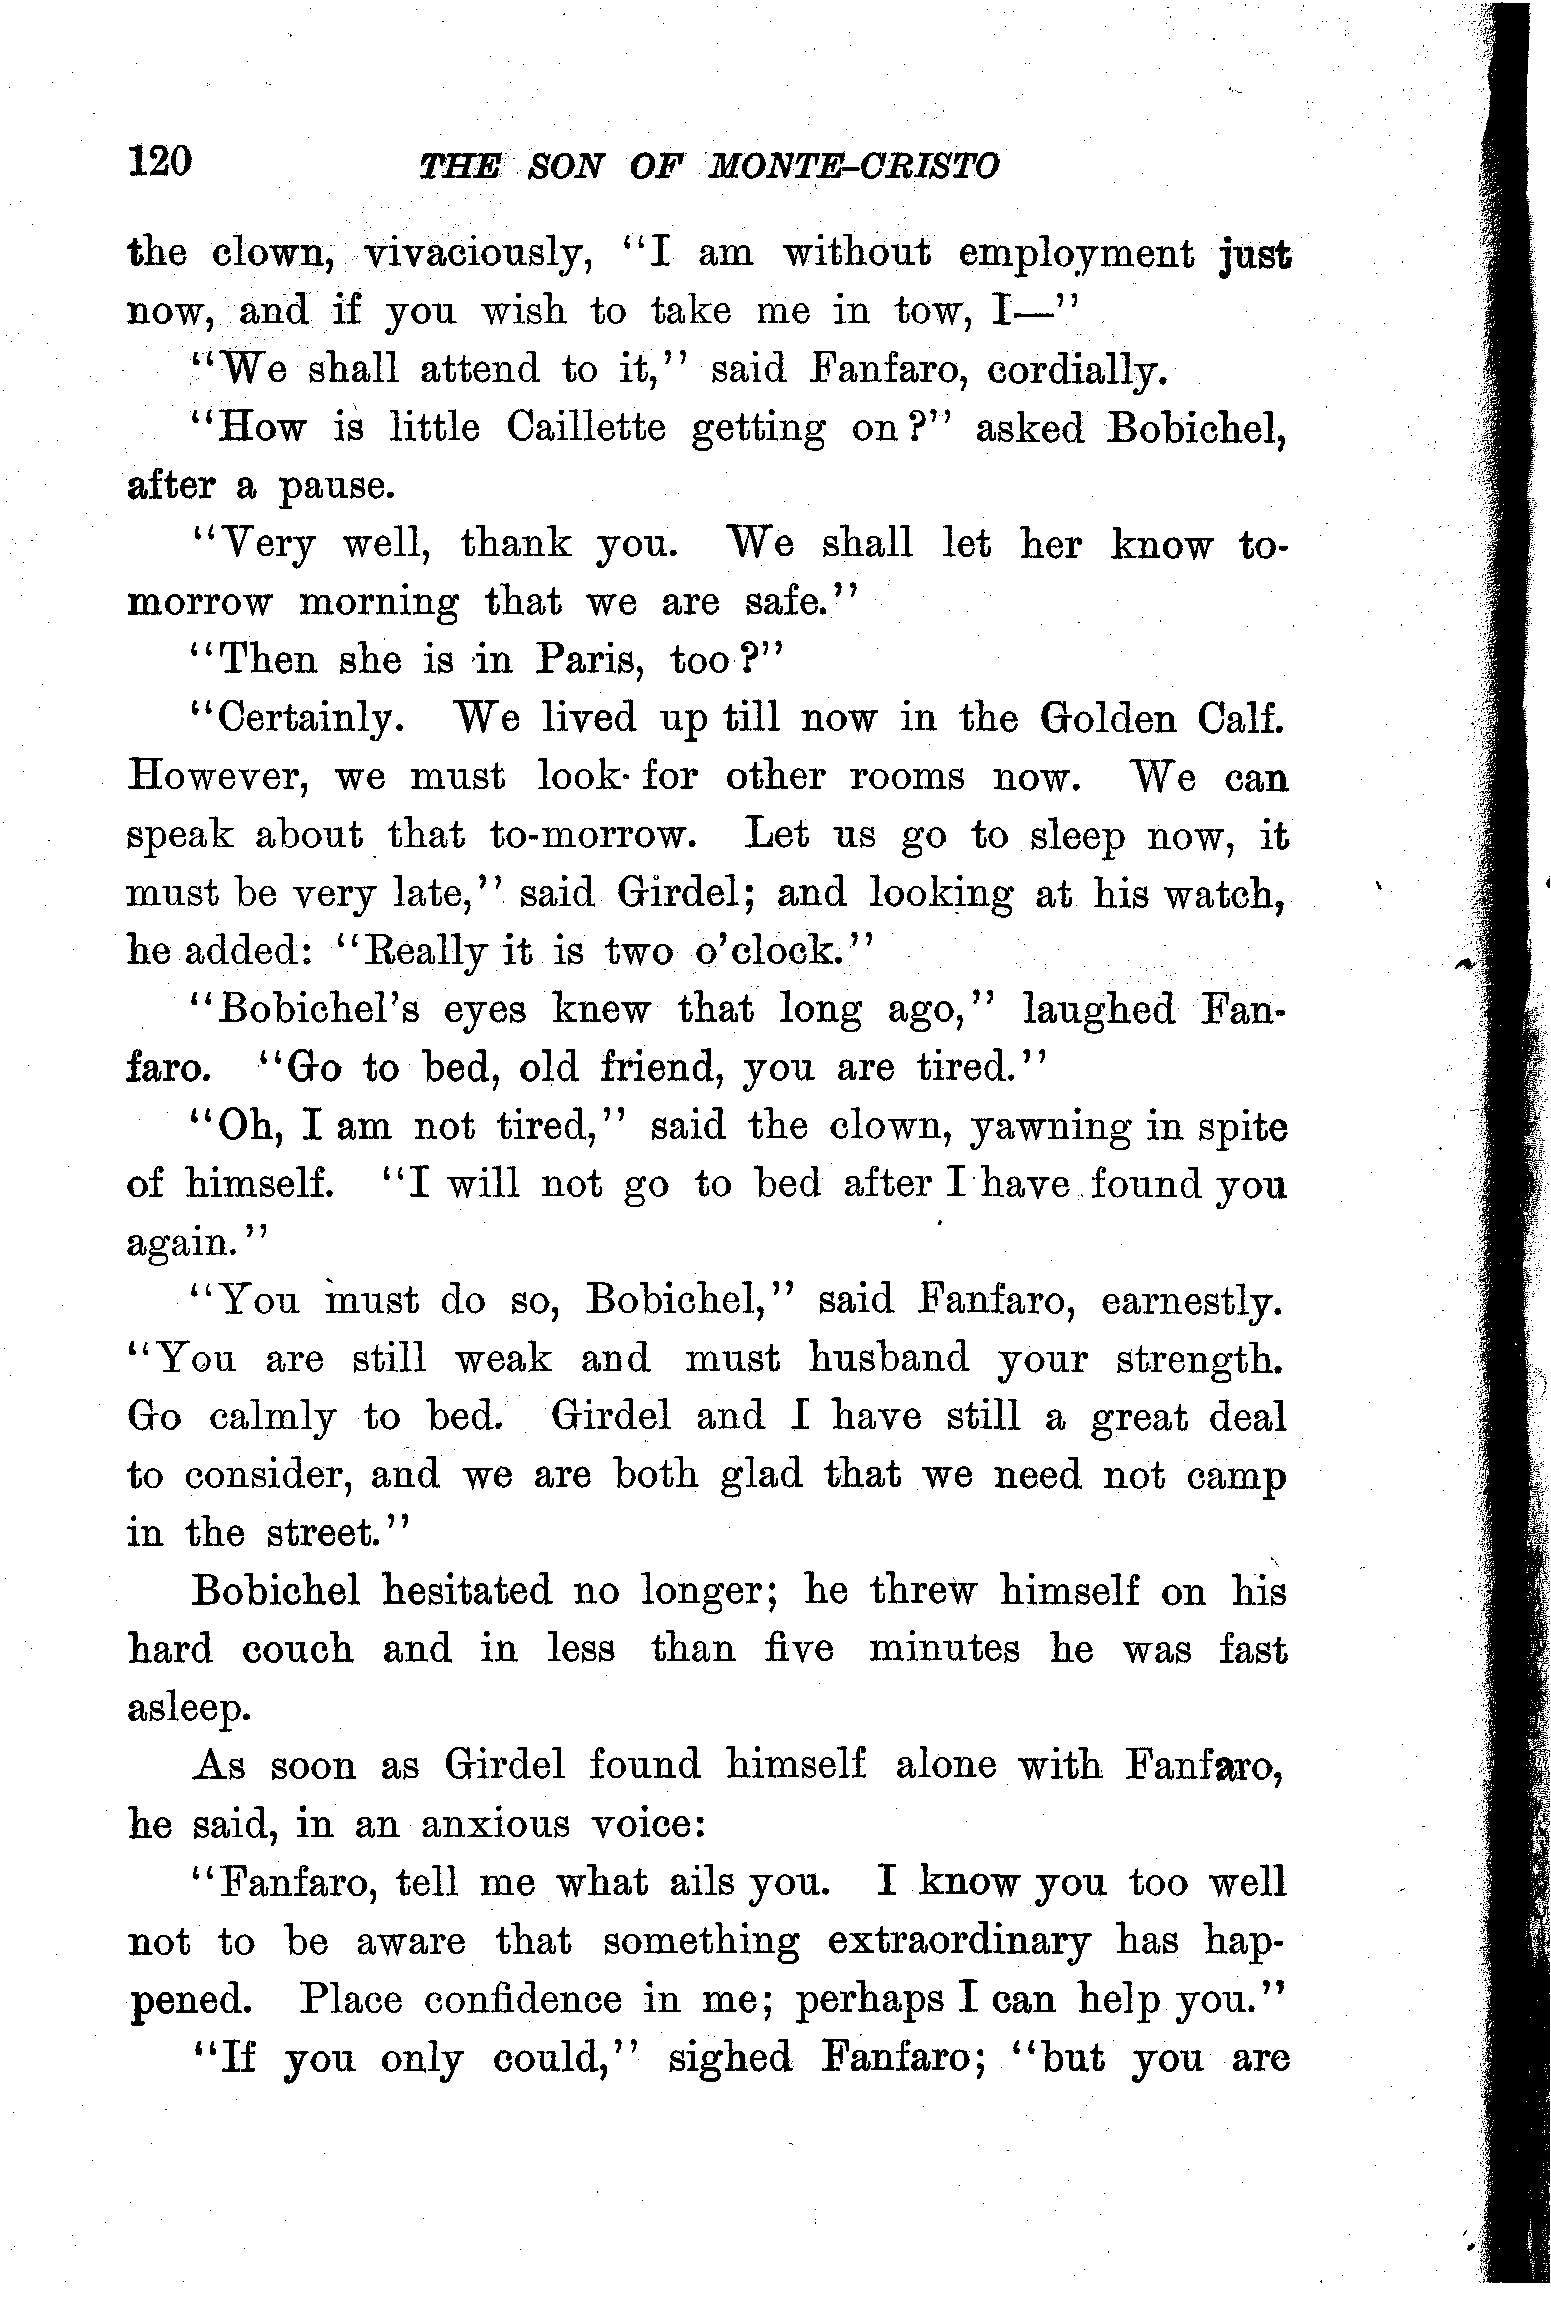 120 THE SON OF MONTE-CRISTO
the clown, vivaciously, "I am without employment just
now, and if you wish to take me in tow, I—"
"We shall attend to it," said Fanfaro, cordially.
"How is little Caillette getting on?" asked Bobichel,
after a pause.
"Very well, thank you. We shall let her know to-
morrow morning that we are safe."
"Then she is in Paris, too?"
"Certainly. We lived up till now in the Golden Calf.
However, we must look for other rooms now. We can
speak about that to-morrow. Let us go to sleep now, it
must be very late," said Girdel; and looking at his watch,
he added: "Really it is two o'clock."
"Bobichel's eyes knew that long ago," laughed Fan-
faro. "Go to bed, old friend, you are tired."
"Oh, I am not tired," said the clown, yawning in spite
of himself. "I will not go to bed after I have found you
again."
"You must do so, Bobichel," said Fanfaro, earnestly.
"You are still weak and must husband your strength.
Go calmly to bed. Girdel and I have still a great deal
to consider, and we are both glad that we need not camp
in the street."
Bobichel hesitated no longer; he threw himself on his
hard couch and in less than five minutes he was fast
asleep.
As soon as Girdel found himself alone with Fanfaro,
he said, in an anxious voice:
"Fanfaro, tell me what ails you. I know you too well
not to be aware that something extraordinary has hap-
pened. Place confidence in me; perhaps I can help you."
"If you only could," sighed Fanfaro; "but you are